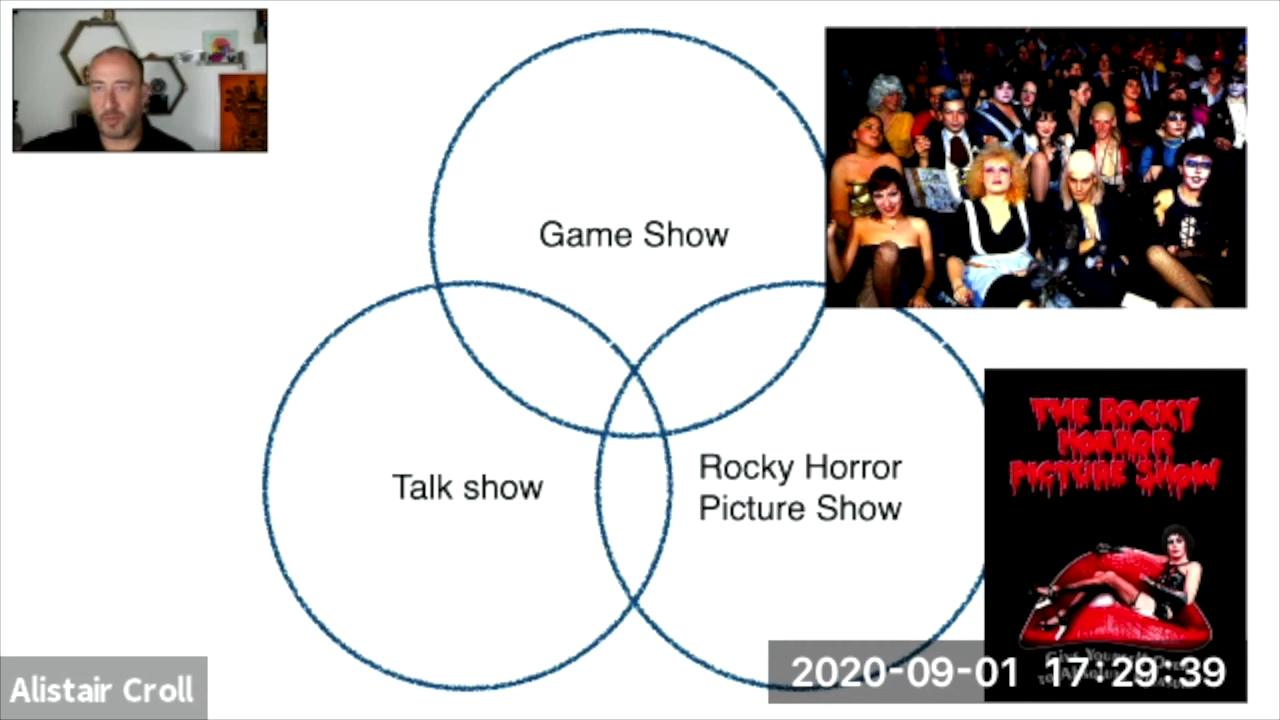 Game Show
Talk show
Rocky Horror
Picture Show
THE ROCKY
HORROR
PICTURE SHOW
2020-09-01 17:29:39
Alistair Croll